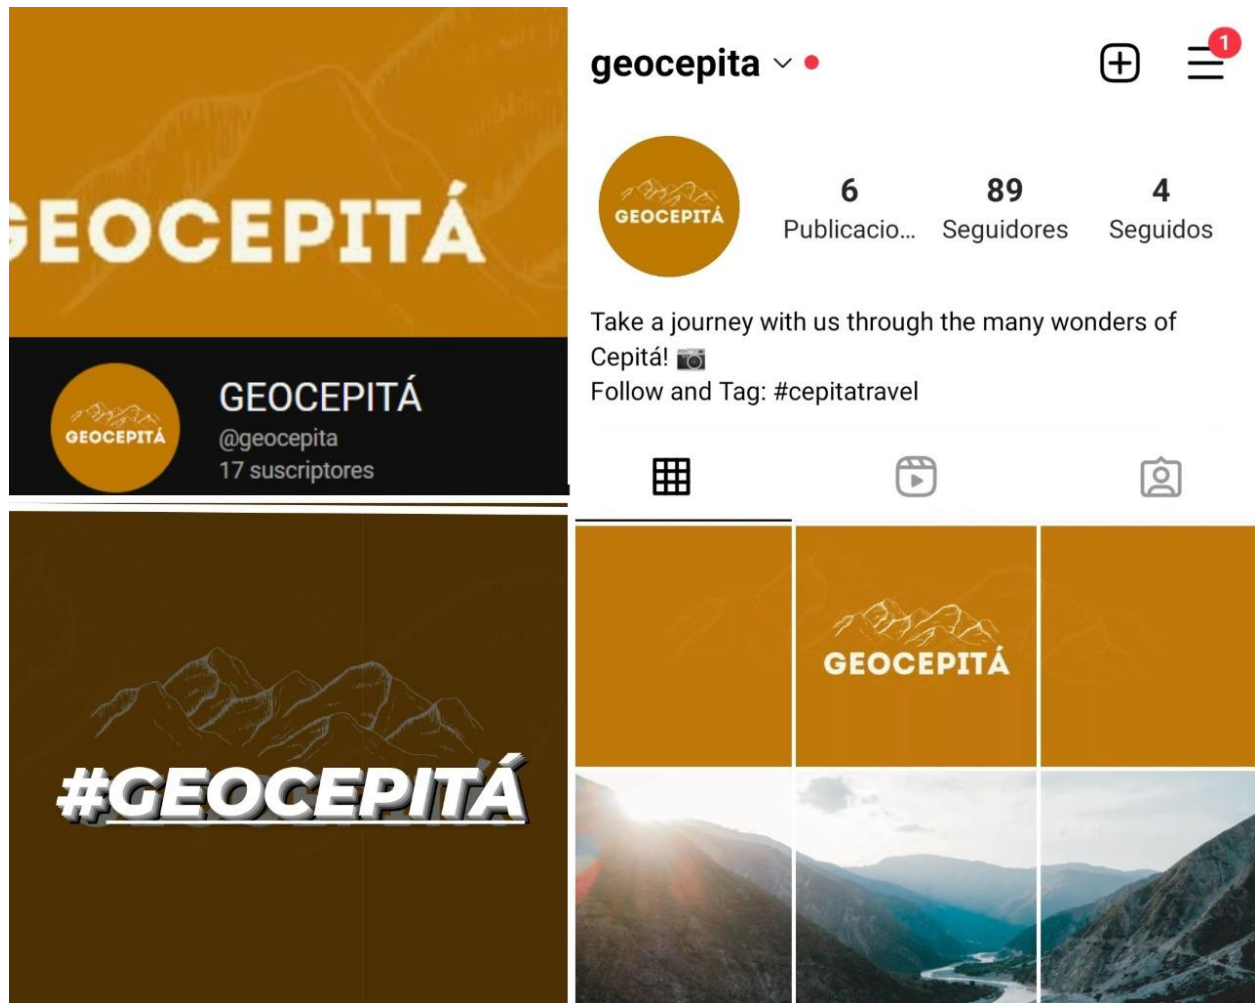 GEOCEPITÁ
GEOCEPITÁ
GEOCEPITÁ
@geocepita
17 suscriptores
#GEOCEPITÁ
geocepita
1
GEOCEPITÁ
6
89
4
Publicacio...
Seguidores
Seguidos
Take a journey with us through the many wonders of
Cepitá!
Follow and Tag: #cepitatravel
GEOCEPITÁ